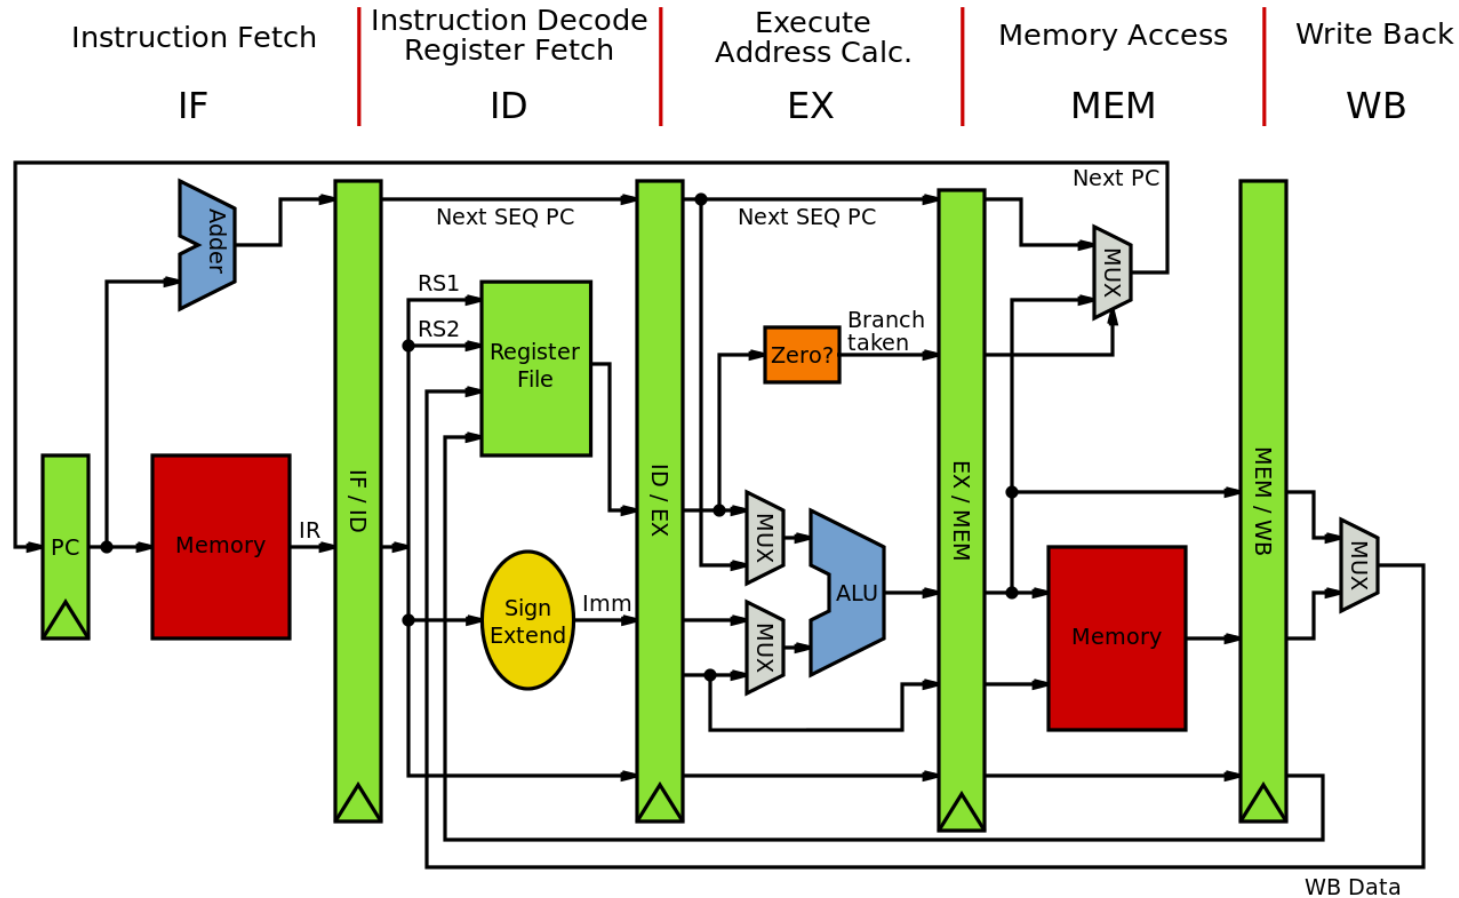 Instruction Fetch
Instruction Decode
Register Fetch
Execute
Address Calc.
Memory Access
Write Back
IF
ID
EX
MEM
WB
Next PC
Adder
Next SEQ PC
Next SEQ PC
MUX
RS1
RS2
Register
File
Branch
taken
Zero?
PC
Memory
IR
IF / ID
ID / EX
EX / MEM
MEM / WB
MUX
ALU
MUX
Sign
Extend
Imm
MUX
Memory
WB Data